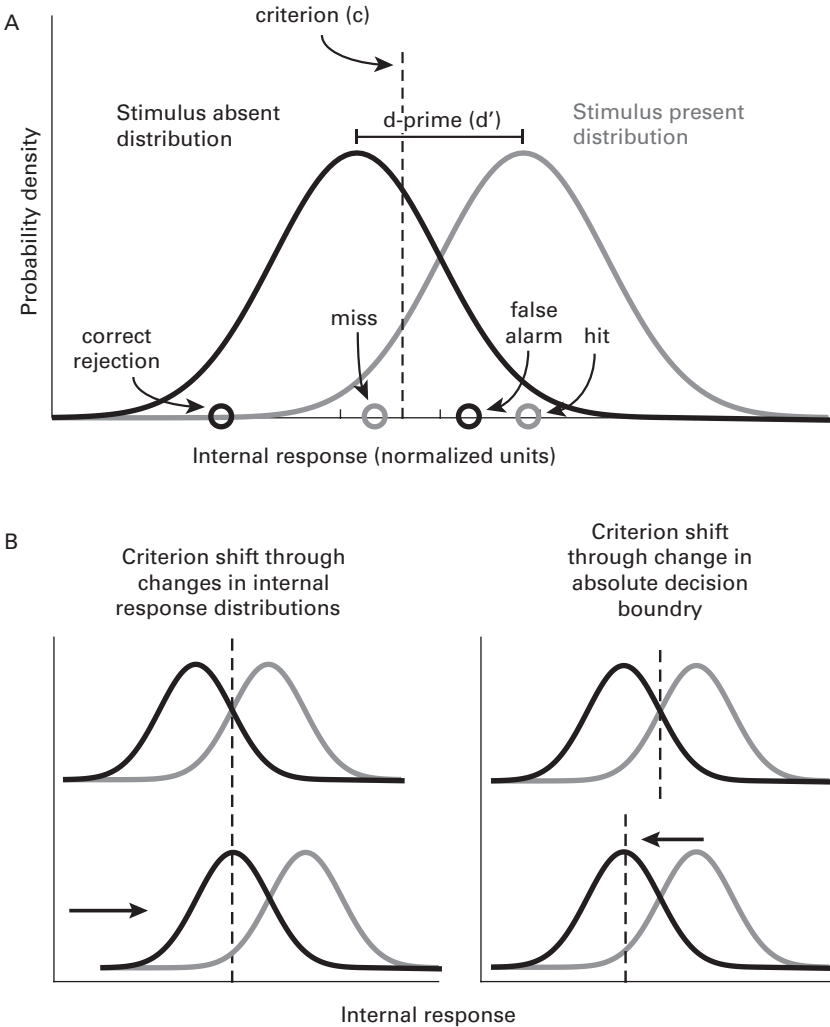 A
criterion (c)
Stimulus absent
distribution
d-prime (d')
Stimulus present
distribution
Probability density
correct
rejection
miss
false
alarm
hit
Internal response (normalized units)
B
Criterion shift through
changes in internal
response distributions
Criterion shift
through change in
absolute decision
boundry
Internal response